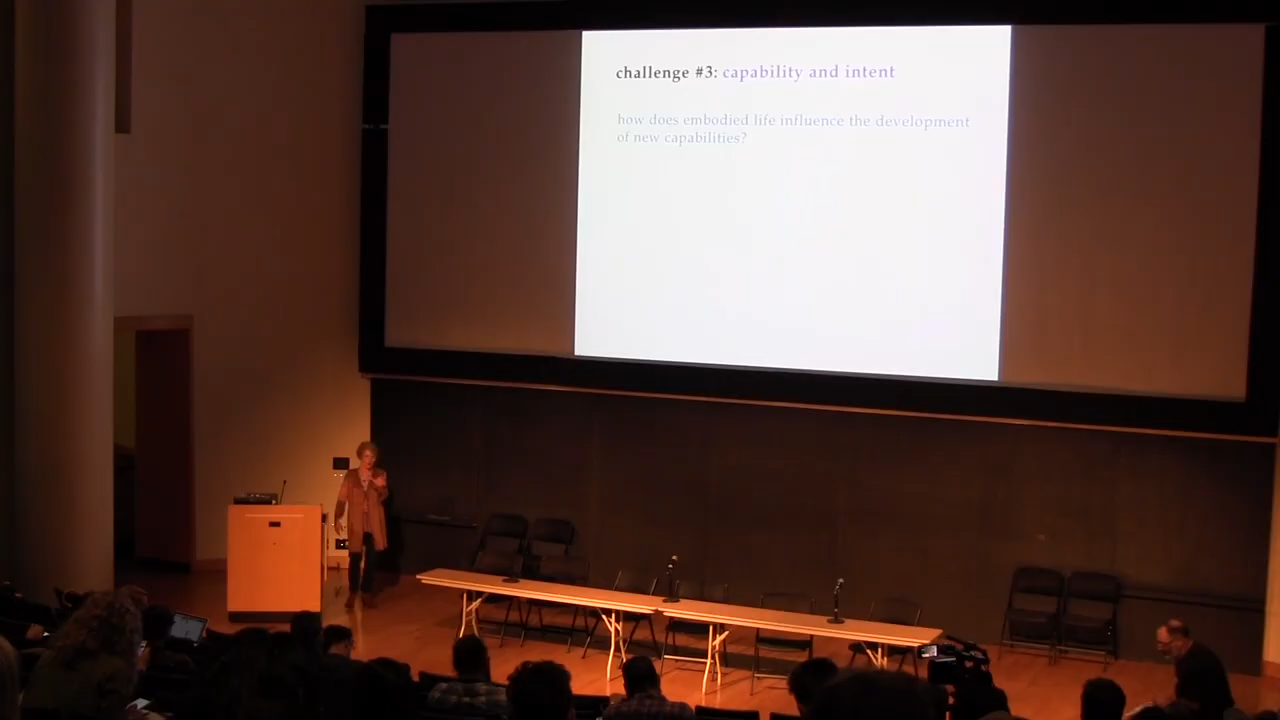 challenge #3: capability and intent
how does embodied life influence the development
of new capabilities?